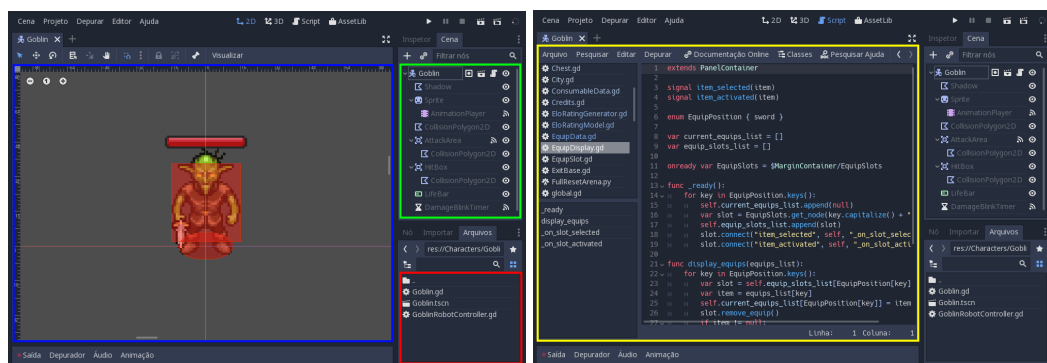 Cena Projeto Depurar Editor Ajuda
2D 3D Script AssetLib
Goblin
Visualizar
Inspetor Cena
Filtrar nós
Goblin
Shadow
Sprite
AnimationPlayer
CollisionPolygon2D
AttackArea
CollisionPolygon2D
HitBox
CollisionPolygon2D
LifeBar
DamageBlinkTimer
Nó Importar Arquivos
res://Characters/Gobli
Goblin.gd
Goblin.tscn
GoblinRobotController.gd
Saída Depurador Áudio Animação
Cena Projeto Depurar Editor Ajuda
2D 3D Script AssetLib
Goblin
Arquivo Pesquisar Editar Depurar Documentação Online Classes Pesquisar Ajuda
Chest.gd
City.gd
ConsumableData.gd
Credits.gd
EloRatingGenerator.gd
EloRatingModel.gd
EquipData.gd
EquipDisplay.gd
EquipSlot.gd
ExitBase.gd
FullResetArena.py
global.gd
_ready
display_equips
_on_slot_selected
_on_slot_activated
1 extends PanelContainer
2
3 signal item_selected(item)
4 signal item_activated(item)
5
6 enum EquipPosition { sword }
7
8 var current_equips_list = []
9 var equip_slots_list = []
10
11 onready var EquipSlots = $MarginContainer/EquipSlots
12
13 func _ready():
14 for key in EquipPosition.keys():
15 self.current_equips_list.append(null)
16 var slot = EquipSlots.get_node(key.capitalize() + "
17 self.equip_slots_list.append(slot)
18 slot.connect("item_selected", self, "_on_slot_selec
19 slot.connect("item_activated", self, "_on_slot_acti
20
21 func display_equips(equips_list):
22 for key in EquipPosition.keys():
23 var slot = self.equip_slots_list[EquipPosition[key]
24 var item = equips_list[key]
25 self.current_equips_list[EquipPosition[key]] = item
26 slot.remove_equip()
27 if item != null:
Linha: 1 Coluna: 1
Inspetor Cena
Filtrar nós
Goblin
Shadow
Sprite
AnimationPlayer
CollisionPolygon2D
AttackArea
CollisionPolygon2D
HitBox
CollisionPolygon2D
LifeBar
DamageBlinkTimer
Nó Importar Arquivos
res://Characters/Gobli
Goblin.gd
Goblin.tscn
GoblinRobotController.gd
Saída Depurador Áudio Animação